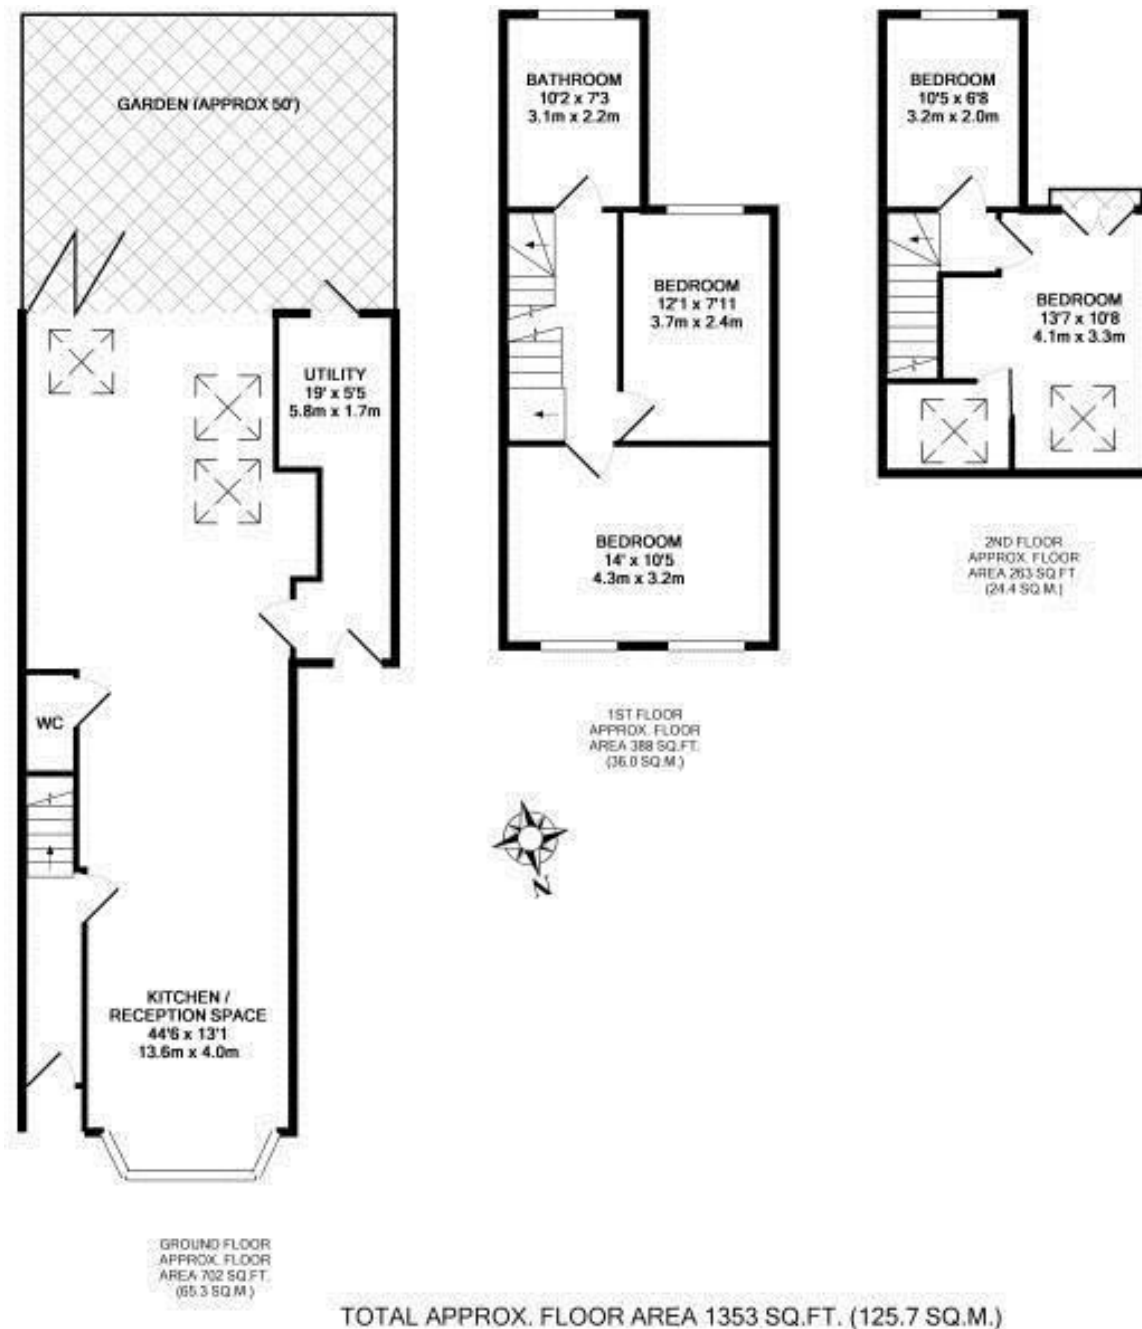 GARDEN (APPROX 50')
UTILITY
19' x 5'5
5.8m x 1.7m
WC
KITCHEN /
RECEPTION SPACE
44'6 x 13'1
13.6m x 4.0m
GROUND FLOOR
APPROX. FLOOR
AREA 702 SQ.FT.
(65.3 SQ.M.)
BATHROOM
10'2 x 7'3
3.1m x 2.2m
BEDROOM
12'1 x 7'11
3.7m x 2.4m
BEDROOM
14' x 10'5
4.3m x 3.2m
1ST FLOOR
APPROX. FLOOR
AREA 388 SQ.FT.
(36.0 SQ.M.)
N
BEDROOM
10'5 x 6'8
3.2m x 2.0m
BEDROOM
13'7 x 10'8
4.1m x 3.3m
2ND FLOOR
APPROX. FLOOR
AREA 263 SQ.FT.
(24.4 SQ.M.)
TOTAL APPROX. FLOOR AREA 1353 SQ.FT. (125.7 SQ.M.)